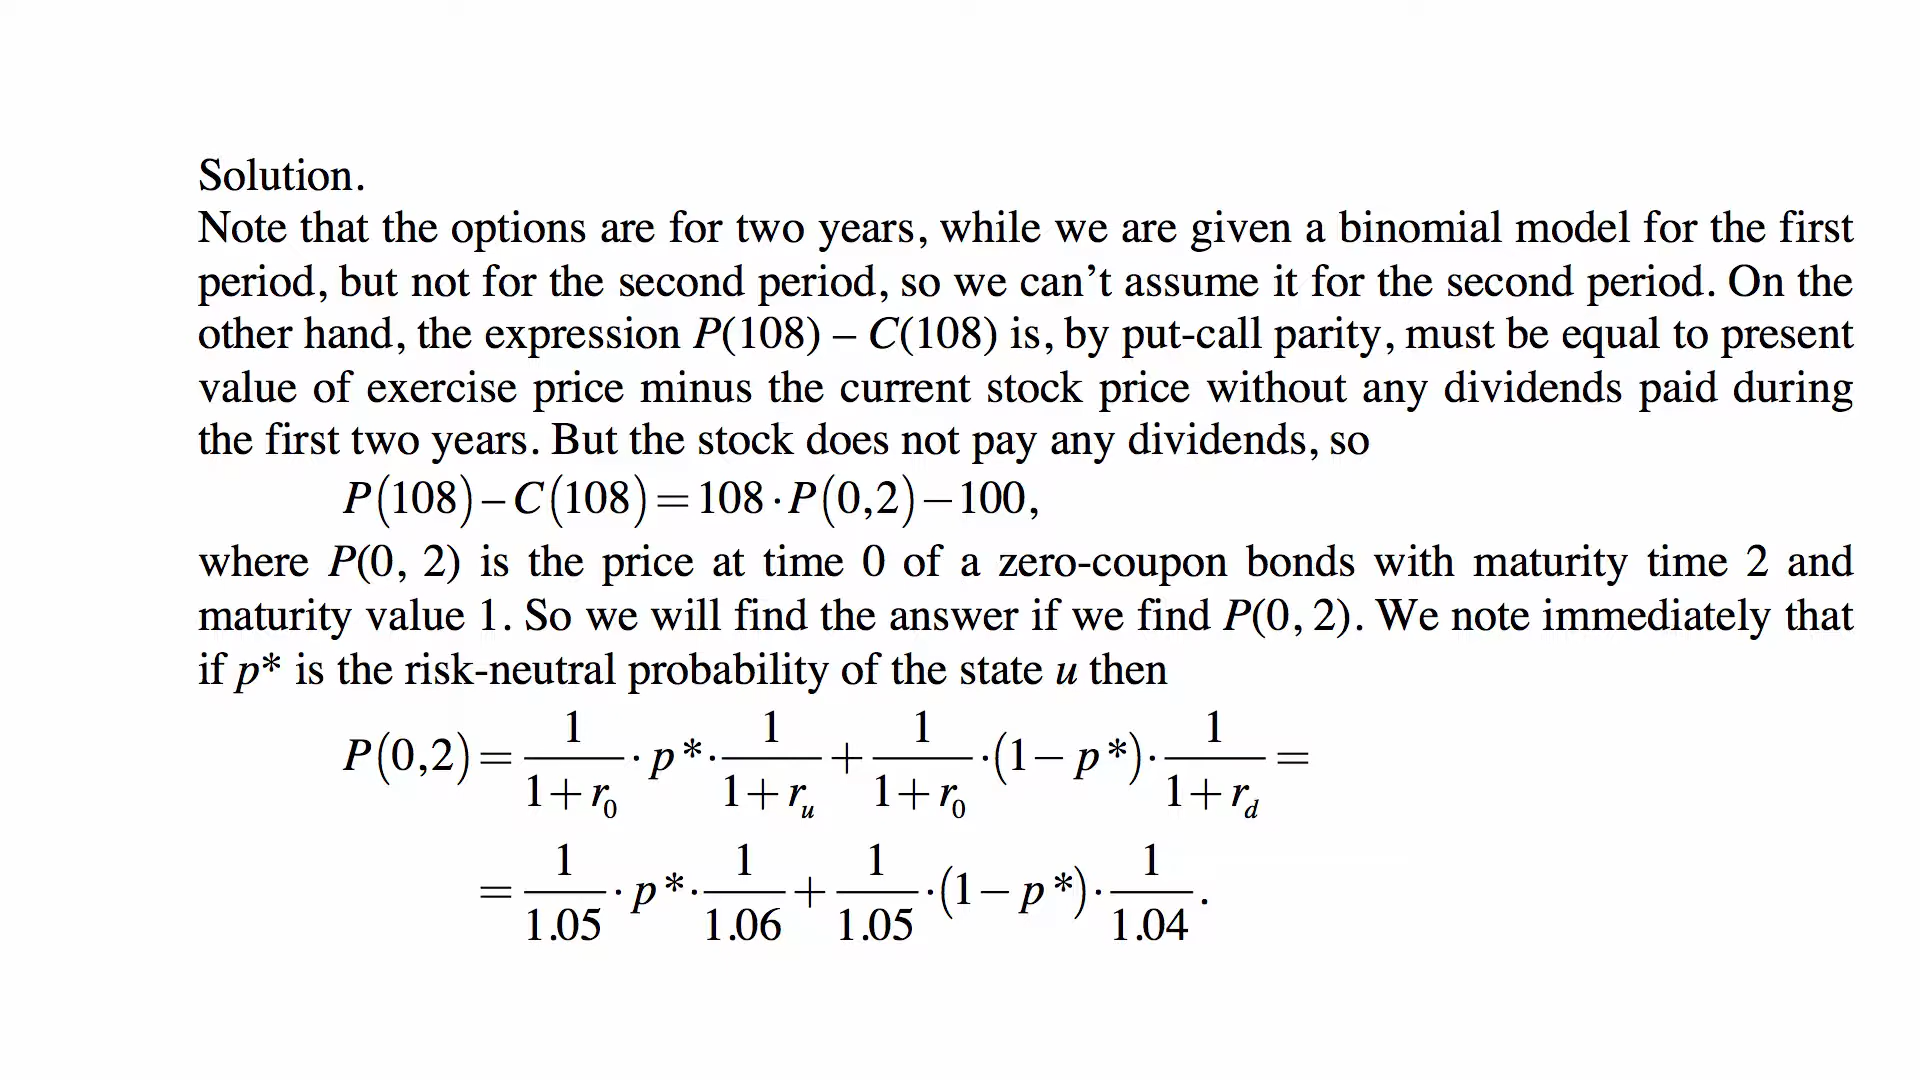 Solution.
Note that the options are for two years, while we are given a binomial model for the first
period, but not for the second period, so we can’t assume it for the second period. On the
other hand, the expression P(108) – C(108) is, by put-call parity, must be equal to present
value of exercise price minus the current stock price without any dividends paid during
the first two years. But the stock does not pay any dividends, so
P(108) – C(108) = 108 · P(0,2) – 100,
where P(0, 2) is the price at time 0 of a zero-coupon bonds with maturity time 2 and
maturity value 1. So we will find the answer if we find P(0, 2). We note immediately that
if p* is the risk-neutral probability of the state u then
P(0,2) = \frac{1}{1+r_0} · p* · \frac{1}{1+r_u} + \frac{1}{1+r_0} · (1 – p*) · \frac{1}{1+r_d} =
= \frac{1}{1.05} · p* · \frac{1}{1.06} + \frac{1}{1.05} · (1 – p*) · \frac{1}{1.04}.